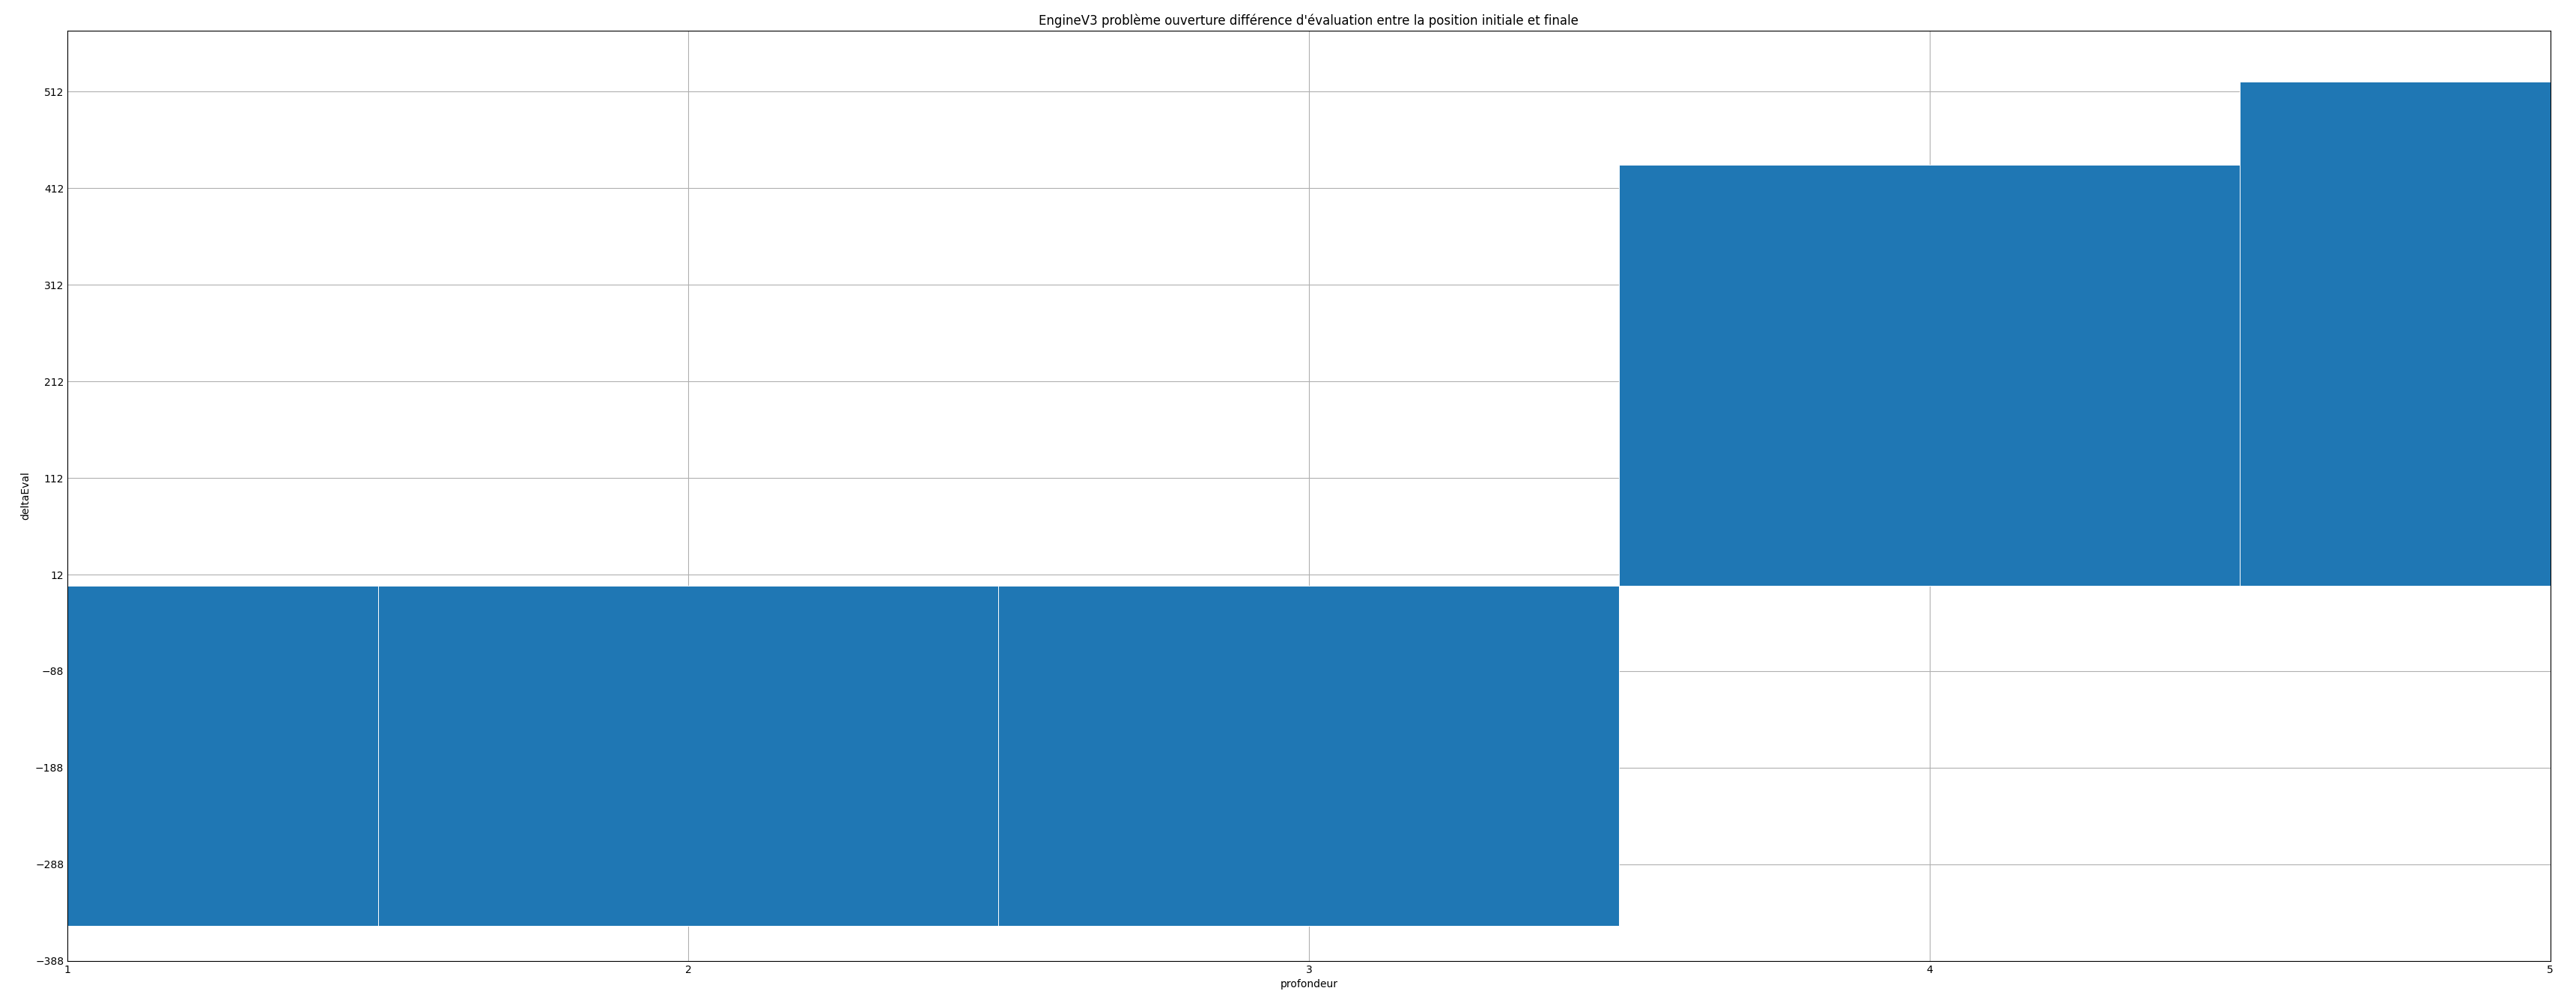 EngineV3 problème ouverture différence d'évaluation entre la position initiale et finale
512
412
312
212
112
12
−88
−188
−288
−388
deltaEval
1 2 3 4 5
profondeur